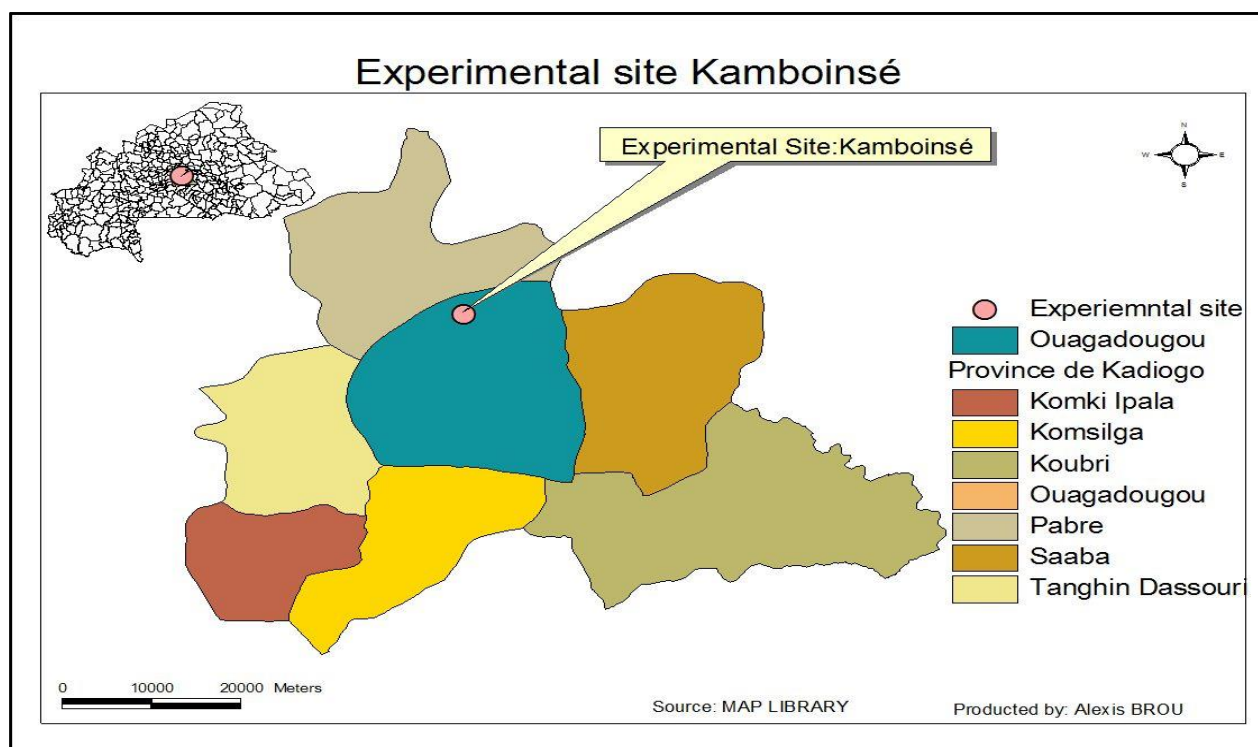 Experimental site Kamboinsé
Experimental Site:Kamboinsé
N
W E
S
Experiemntal site
Ouagadougou
Province de Kadiogo
Komki Ipala
Komsilga
Koubri
Ouagadougou
Pabre
Saaba
Tanghin Dassouri
0 10000 20000 Meters
Source: MAP LIBRARY
Producted by: Alexis BROU